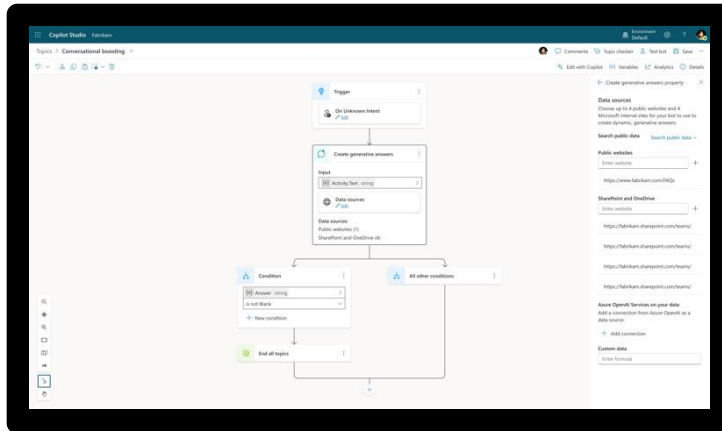 Copilot Studio Fabrikam
Environment
Default
?
Topics > Conversational boosting
Comments Topic checker Test bot Save
Edit with Copilot {x} Variables Analytics Details
Trigger
On Unknown Intent
Edit
Create generative answers
Input
{x} Activity.Text string
Data sources
Edit
Data sources
Public websites (1)
SharePoint and OneDrive (4)
Condition
{x} Answer string
is not Blank
+ New condition
All other conditions
End all topics
Create generative answers property
Data sources
Choose up to 4 public websites and 4
Microsoft internal sites for your bot to use to
create dynamic, generative answers.
Search public data Search public data
Public websites
Enter website
https://www.fabrikam.com/FAQs
SharePoint and OneDrive
Enter website
https://fabrikam.sharepoint.com/teams/
https://fabrikam.sharepoint.com/teams/
https://fabrikam.sharepoint.com/teams/
https://fabrikam.sharepoint.com/teams/
Azure OpenAI Services on your data
Add a connection from Azure OpenAI as a
data source.
+ Add connection
Custom data
Enter formula